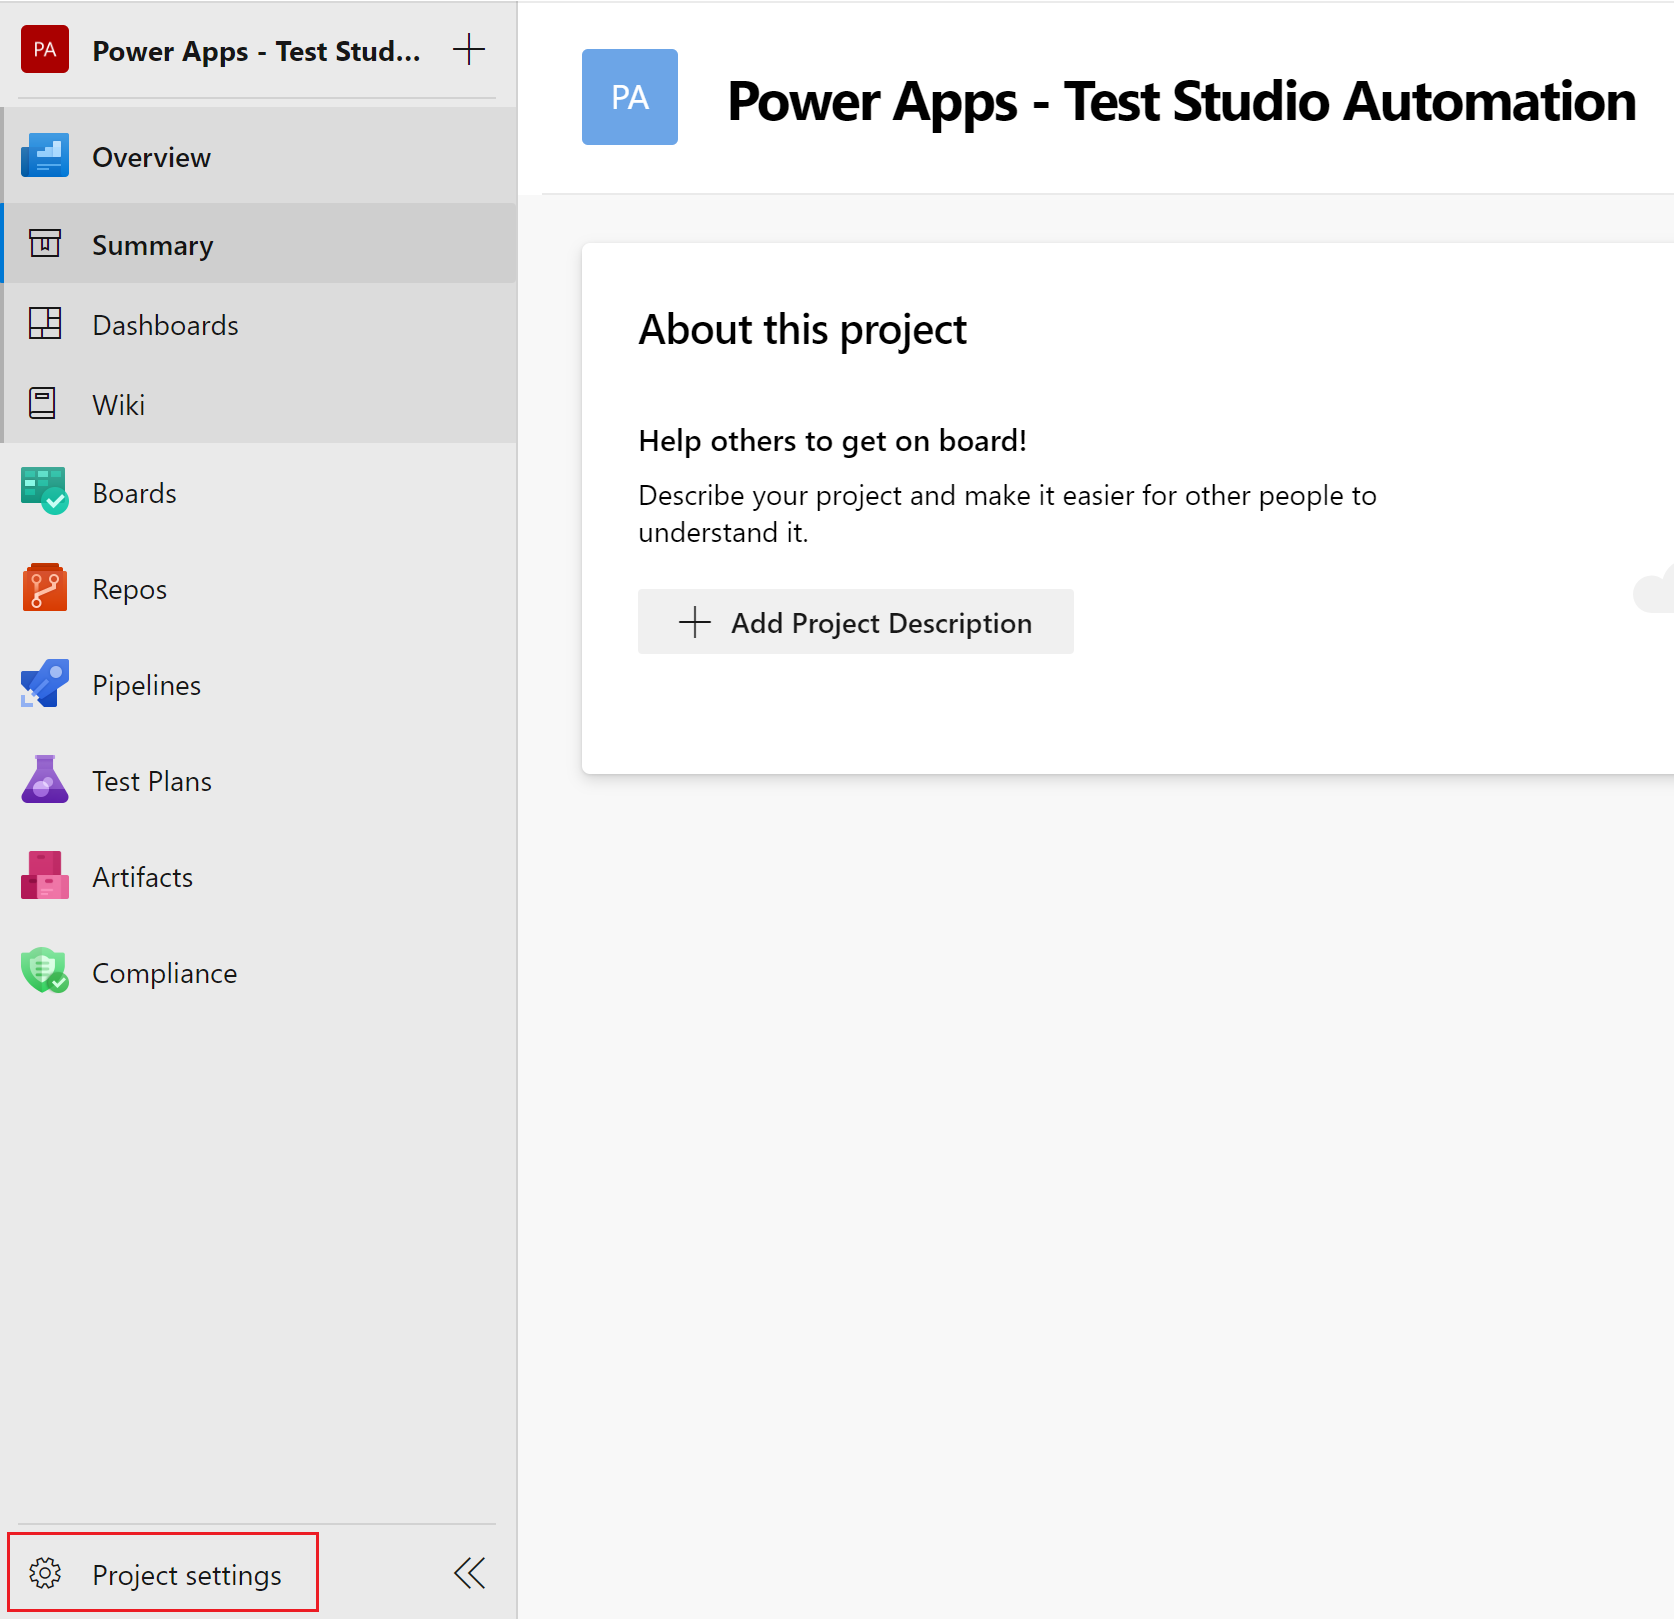 PA
Power Apps - Test Stud...
Overview
Summary
Dashboards
Wiki
Boards
Repos
Pipelines
Test Plans
Artifacts
Compliance
Project settings
PA
Power Apps - Test Studio Automation
About this project
Help others to get on board!
Describe your project and make it easier for other people to
understand it.
Add Project Description